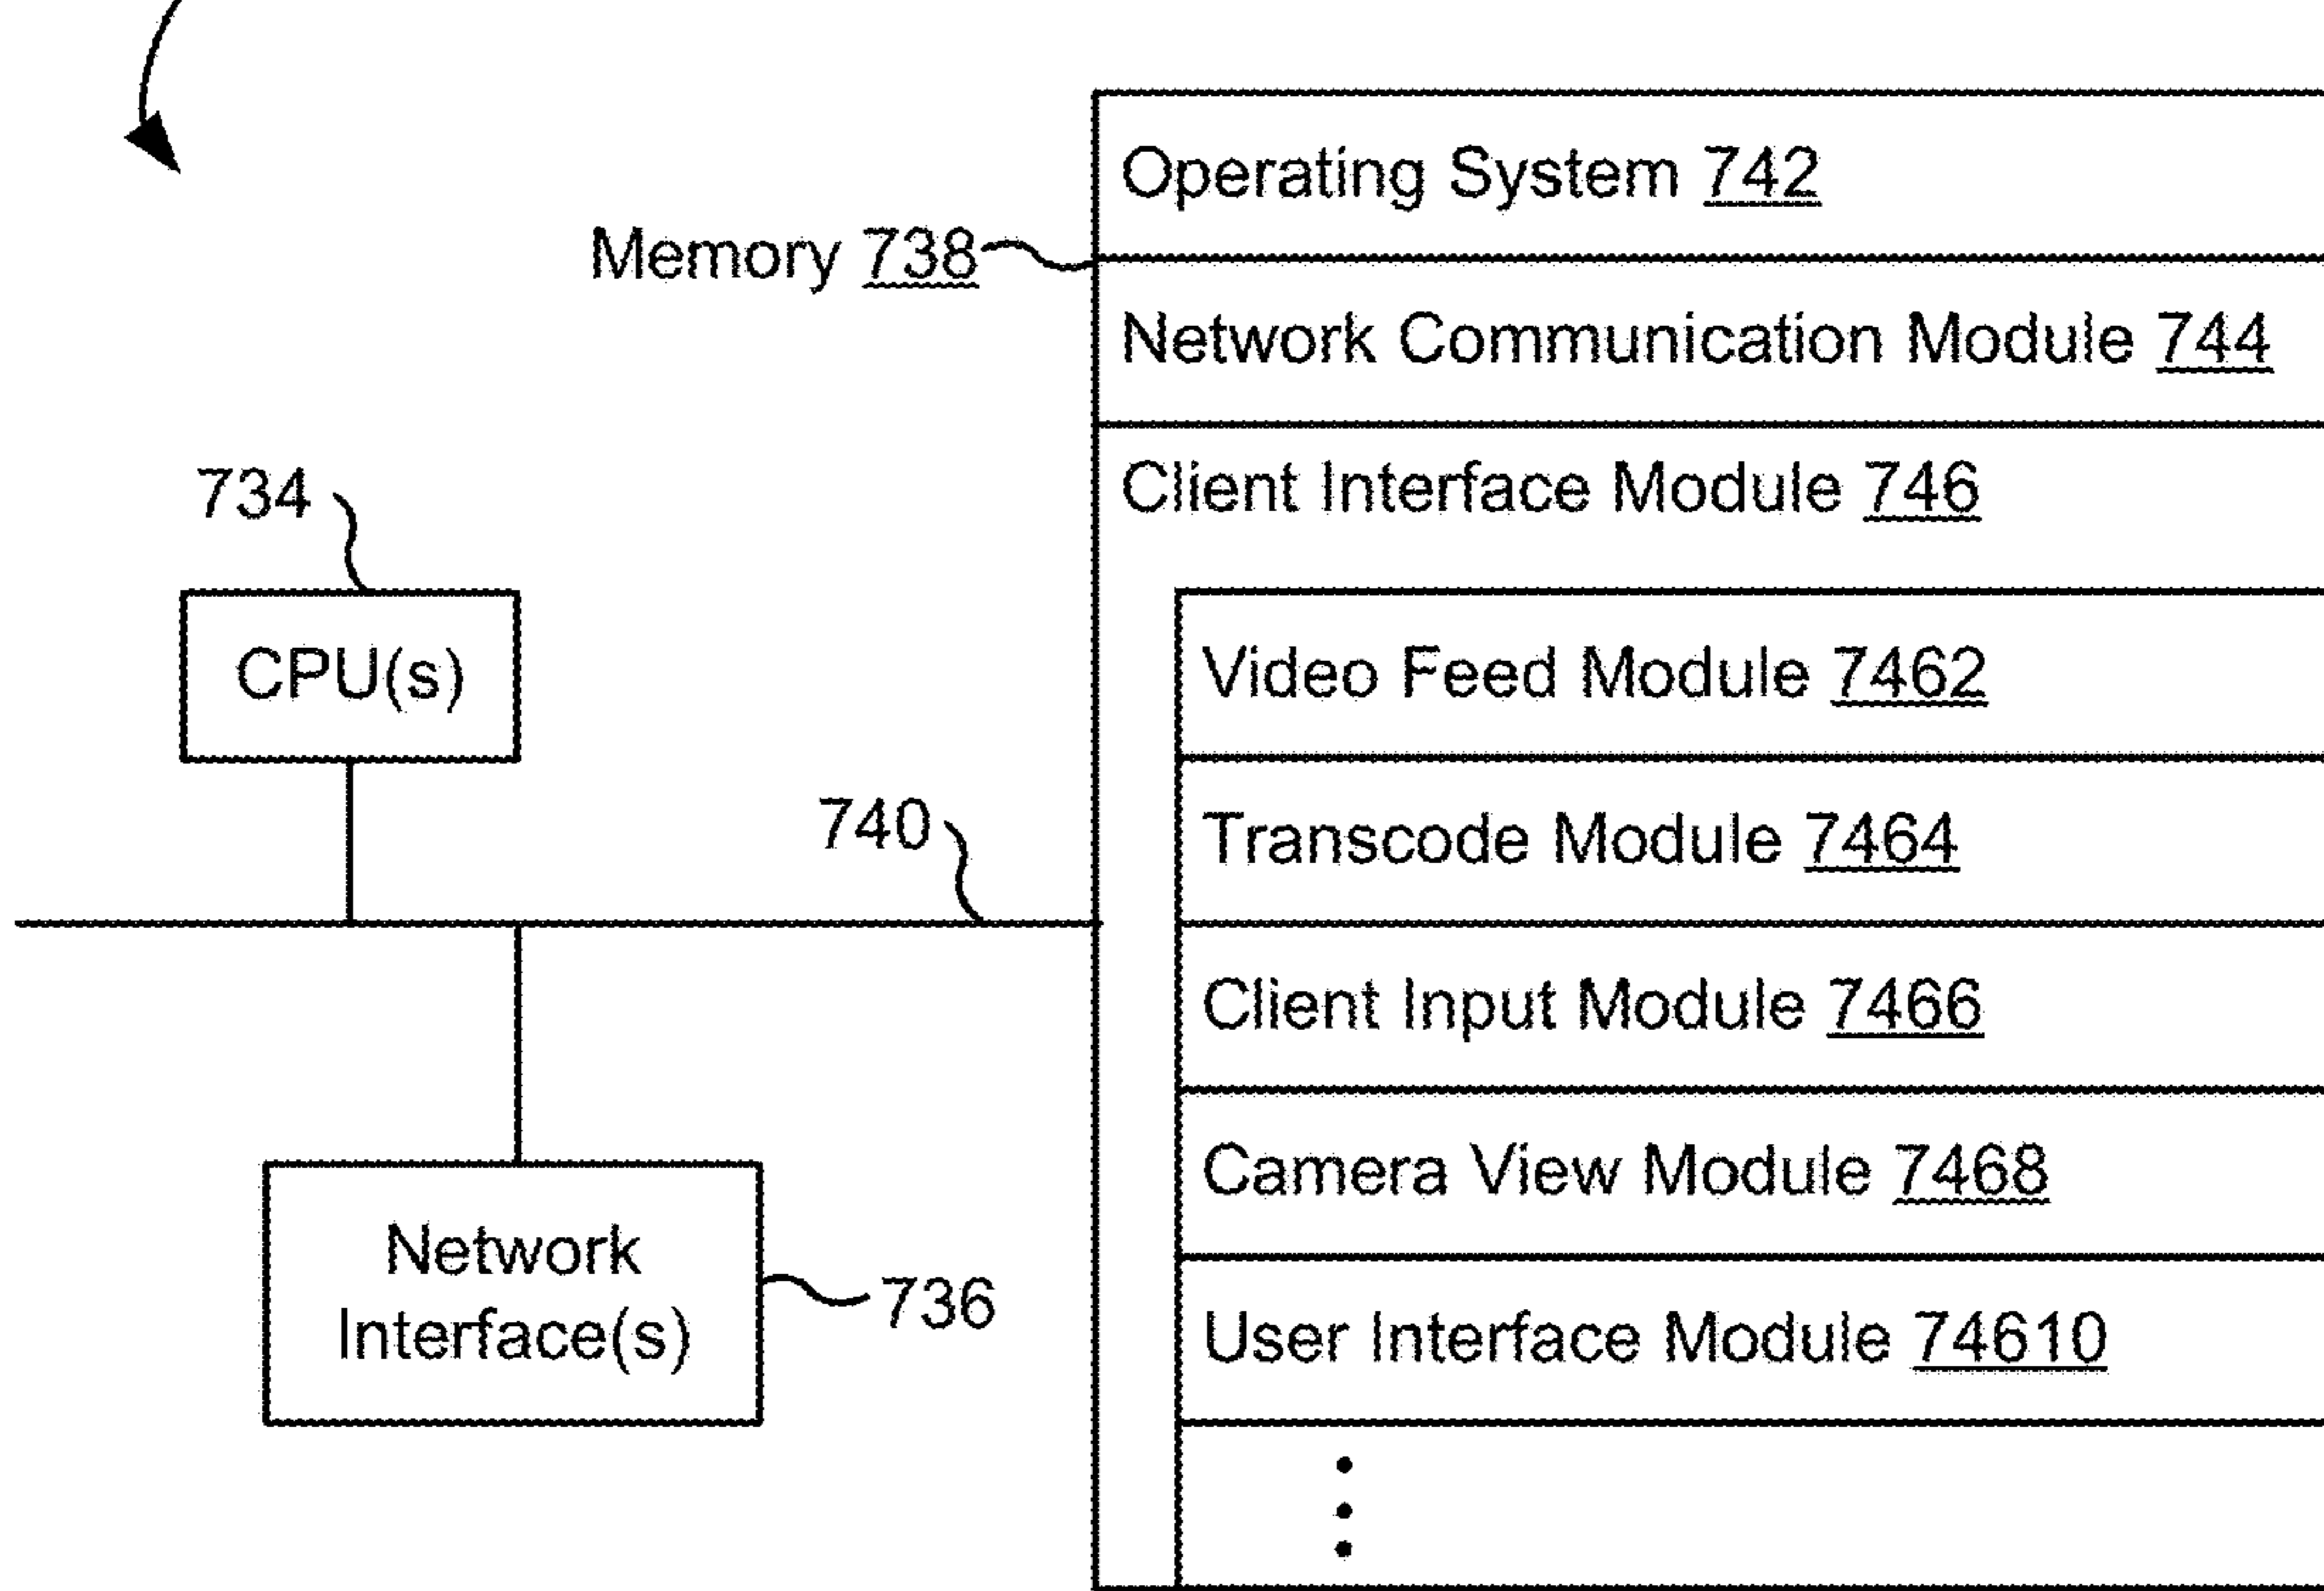 Operating System 742
Memory 738
Network Communication Module 744
Client Interface Module 746
734
CPU(s)
Video Feed Module 7462
740
Transcode Module 7464
Client Input Module 7466
Camera View Module 7468
Network
Interface(s)
736
User Interface Module 74610